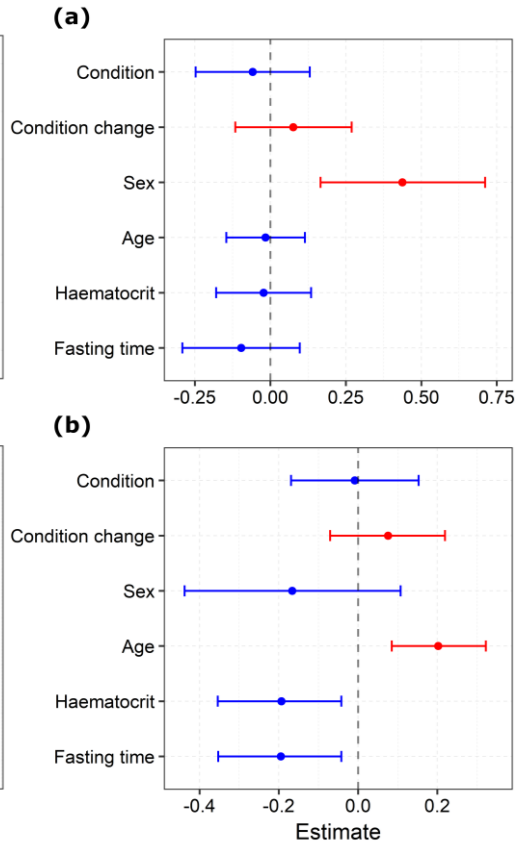 (a)
Condition
Condition change
Sex
Age
Haematocrit
Fasting time
-0.25 0.00 0.25 0.50 0.75
(b)
Condition
Condition change
Sex
Age
Haematocrit
Fasting time
-0.4 -0.2 0.0 0.2
Estimate